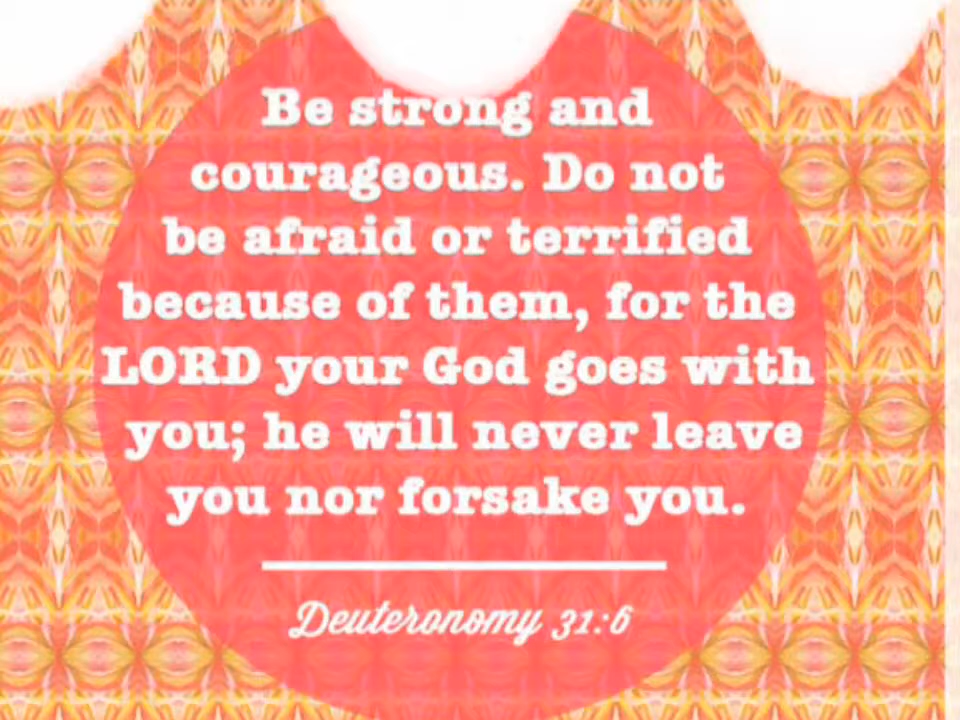 Be strong and
courageous. Do not
be afraid or terrified
because of them, for the
LORD your God goes with
you; he will never leave
you nor forsake you.
Deuteronomy 31:6